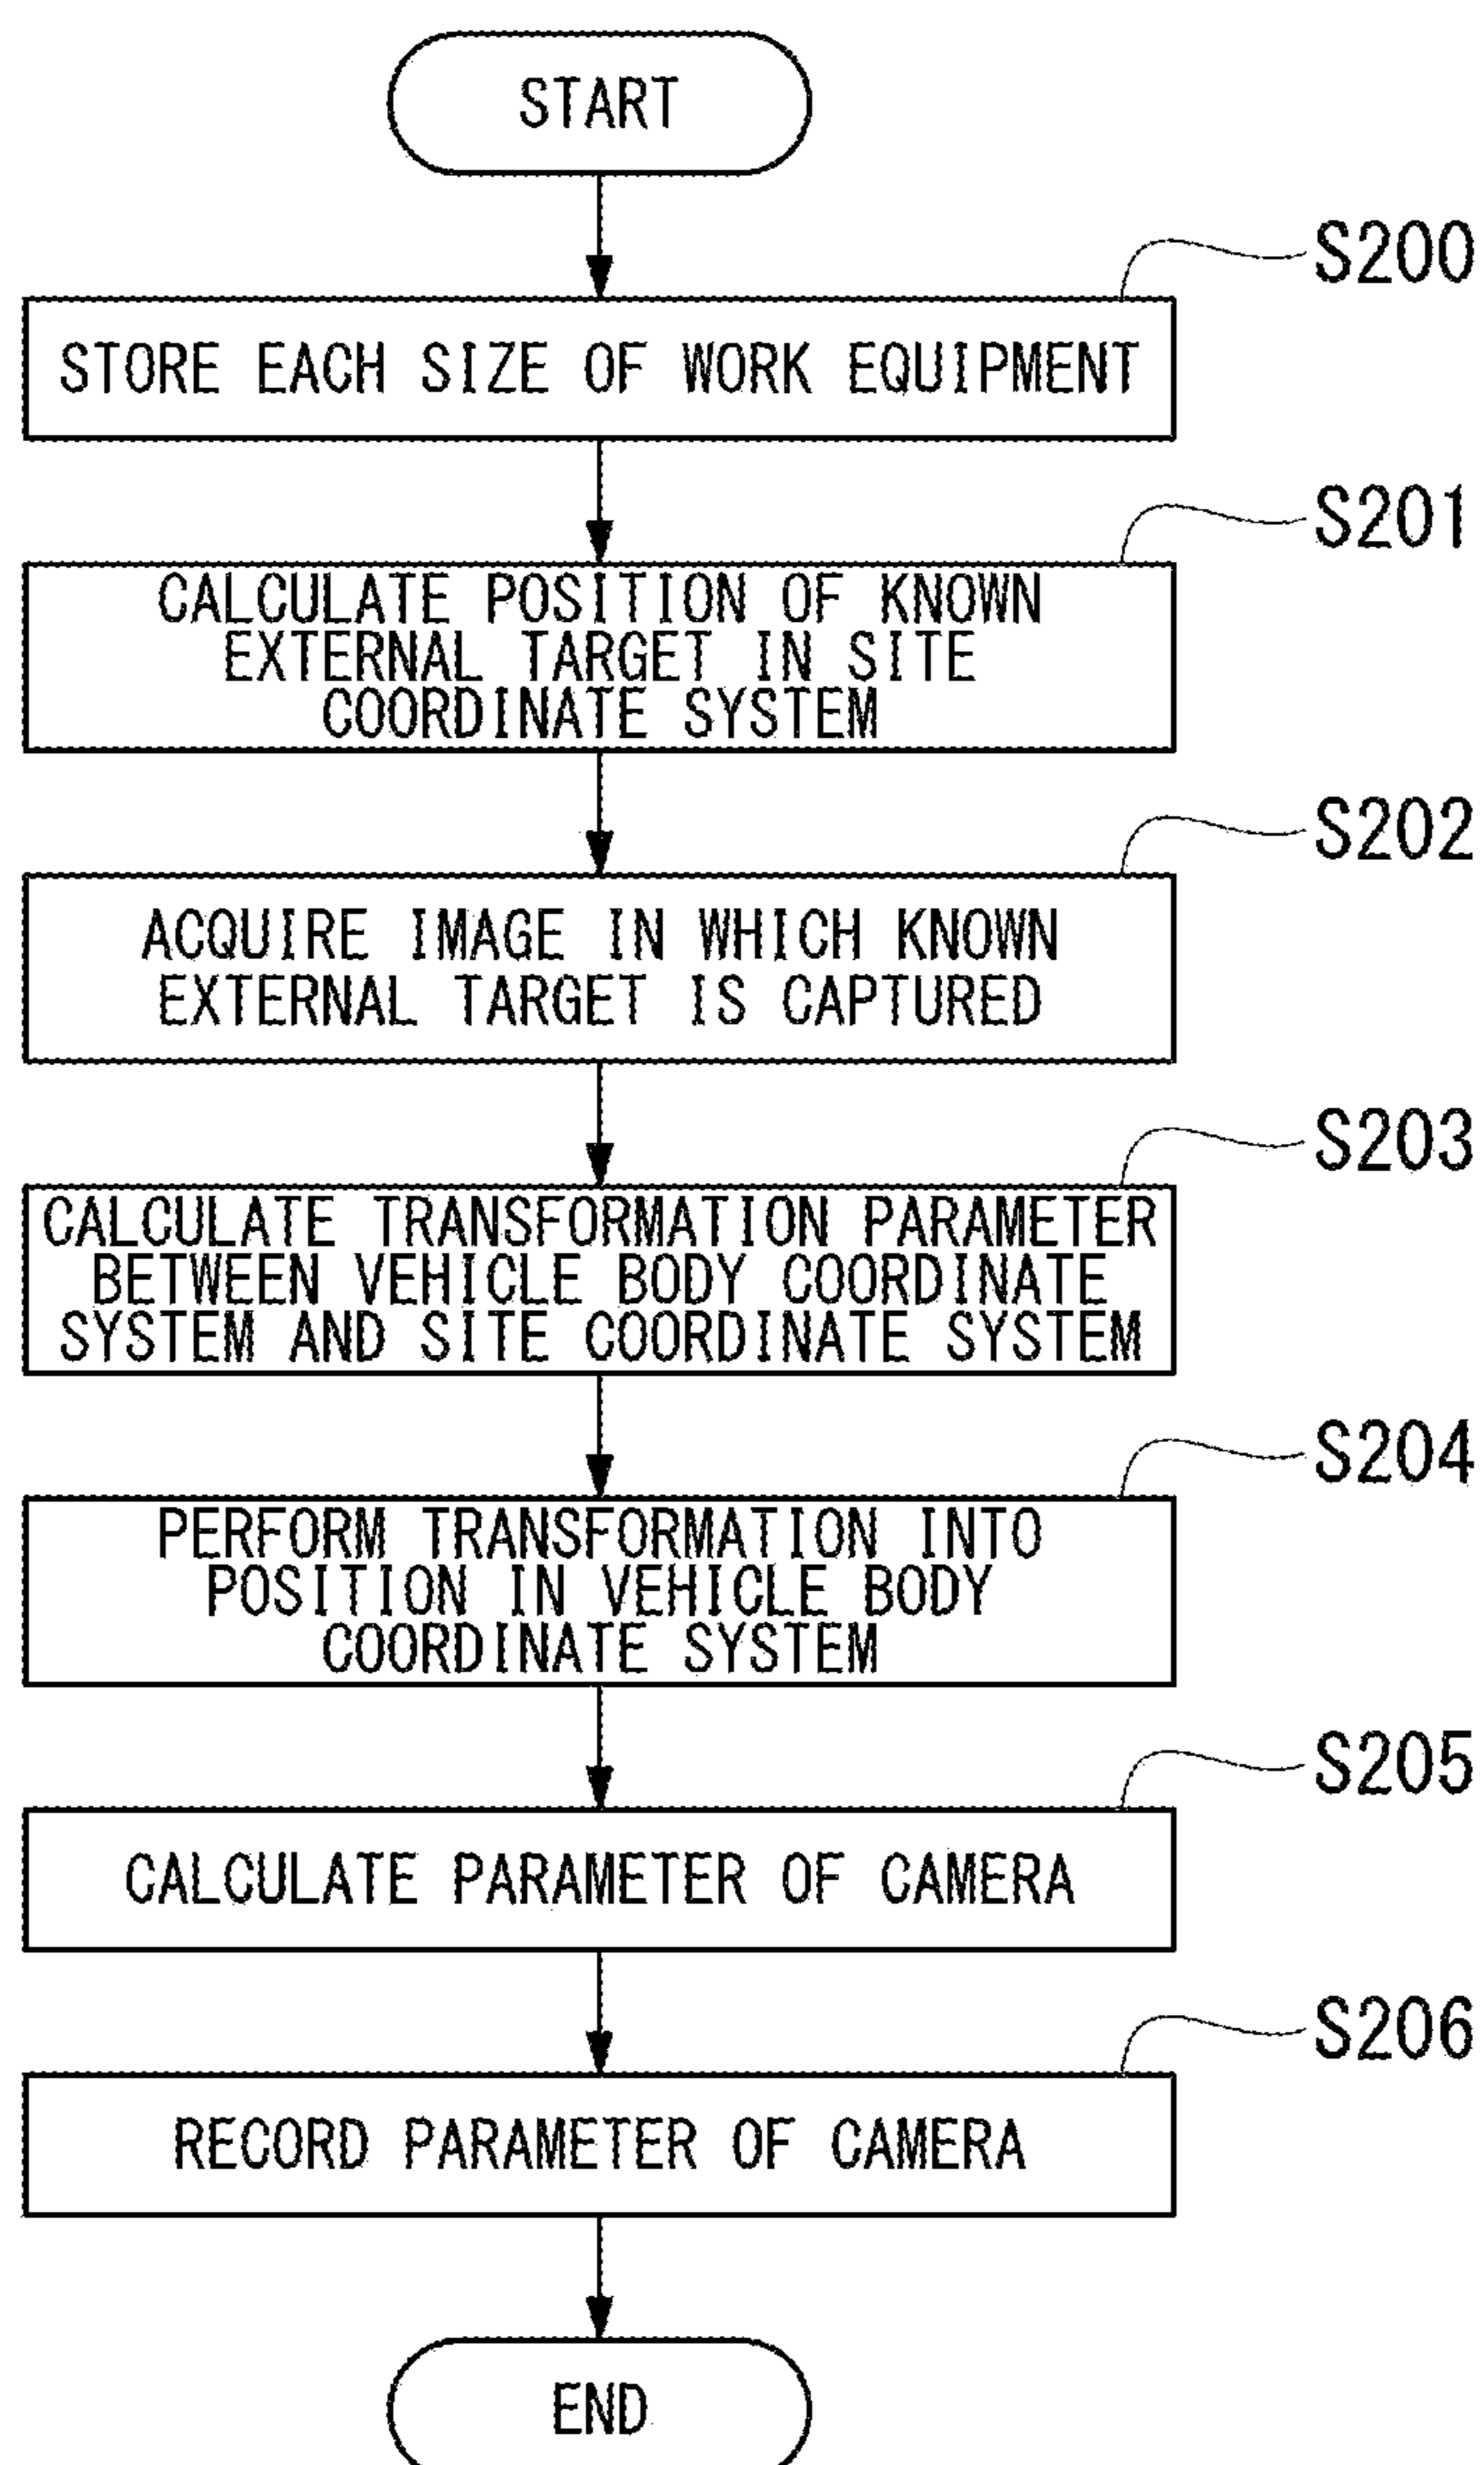 START
S200
STORE EACH SIZE OF WORK EQUIPMENT
S201
CALCULATE POSITION OF KNOWN
EXTERNAL TARGET IN SITE
COORDINATE SYSTEM
S202
ACQUIRE IMAGE IN WHICH KNOWN
EXTERNAL TARGET IS CAPTURED
S203
CALCULATE TRANSFORMATION PARAMETER
BETWEEN VEHICLE BODY COORDINATE
SYSTEM AND SITE COORDINATE SYSTEM
S204
PERFORM TRANSFORMATION INTO
POSITION IN VEHICLE BODY
COORDINATE SYSTEM
S205
CALCULATE PARAMETER OF CAMERA
S206
RECORD PARAMETER OF CAMERA
END